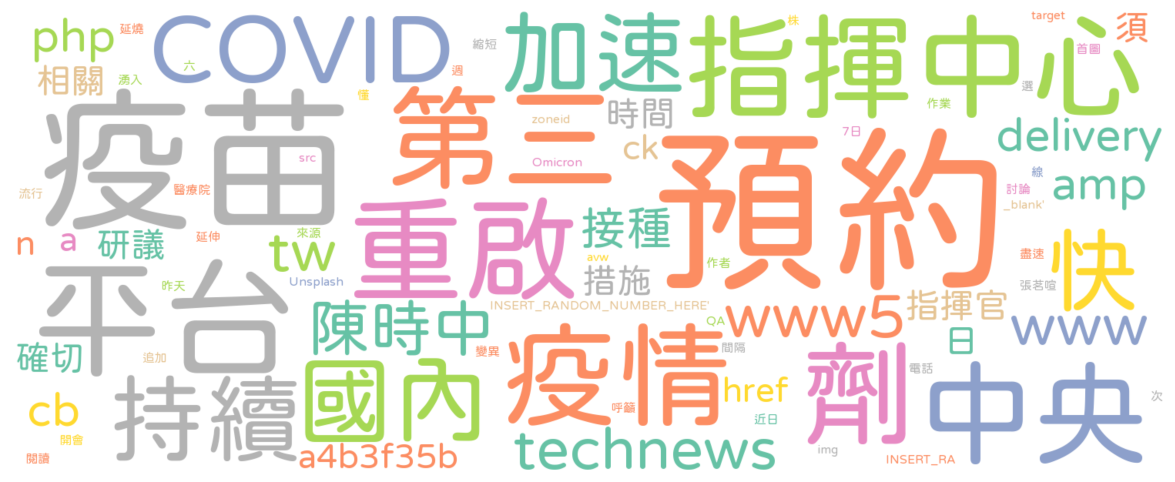 php
延燒
COVID
加速
指揮中心
株
target
須
首圖
縮短
六
湧入
週
相關
懂
疫苗
第三
時間
zoneid
選
作業
7日
delivery
src
ck
Omicron
預約
線
討論
amp
_blank'
流行
醫療院
重啟
接種
n
a
研議
延伸
來源
tw
avw
措施
作者
盡速
快
平台
昨天
Unsplash
張茗喧
INSERT_RANDOM_NUMBER_HERE'
指揮官
陳時中
www5
QA
www
日
確切
追加
變異
疫情
間隔
劑
電話
中央
持續
國內
href
次
cb
呼籲
近日
開會
technews
img
閱讀
a4b3f35b
INSERT_RA